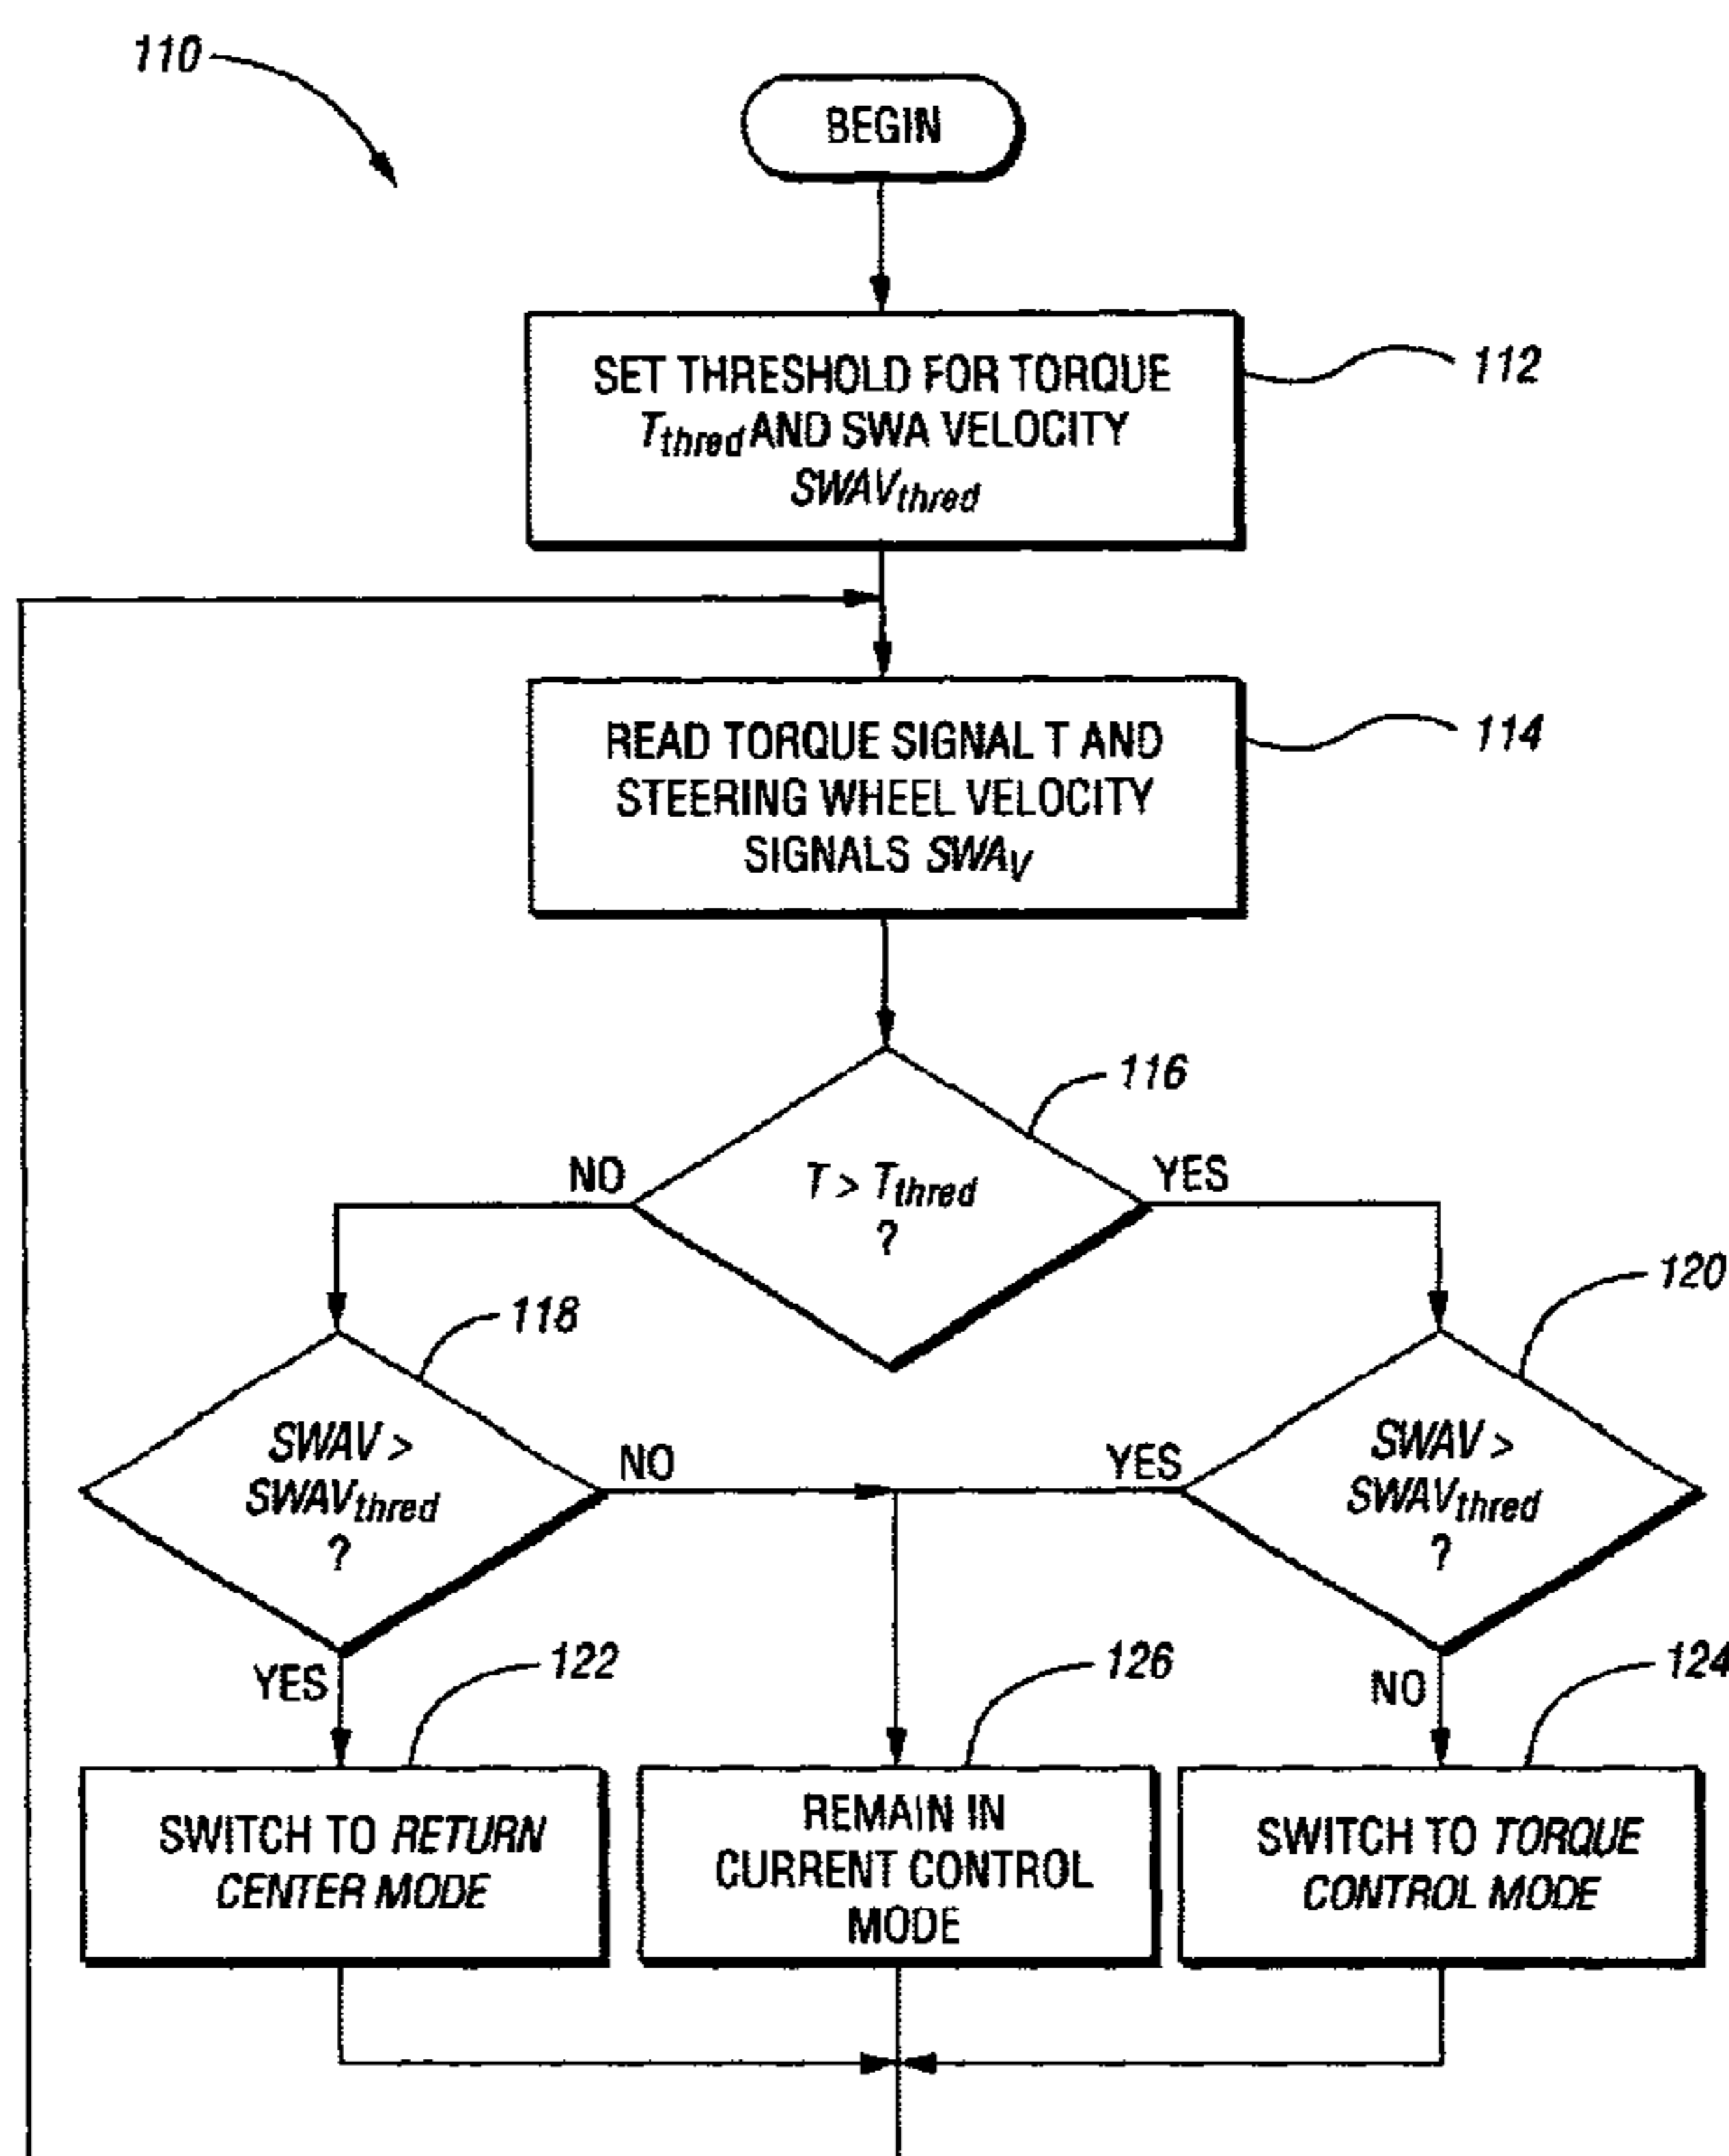 110
BEGIN
SET THRESHOLD FOR TORQUE
Tthred AND SWA VELOCITY
SWAVthred
112
READ TORQUE SIGNAL T AND
STEERING WHEEL VELOCITY
SIGNALS SWAV
114
116
NO
T > Tthred
?
YES
118
120
SWAV >
SWAVthred
?
NO
YES
SWAV >
SWAVthred
?
YES
122
126
NO
124
SWITCH TO RETURN
CENTER MODE
REMAIN IN
CURRENT CONTROL
MODE
SWITCH TO TORQUE
CONTROL MODE